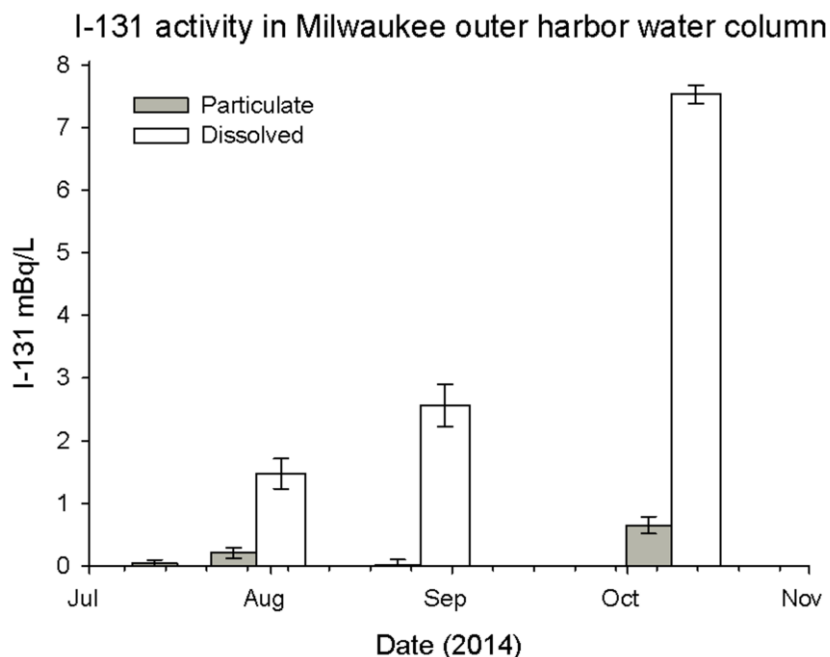 I-131 activity in Milwaukee outer harbor water column
8
7
6
5
4
3
2
1
0
I-131 mBq/L
Particulate
Dissolved
Jul Aug Sep Oct Nov
Date (2014)